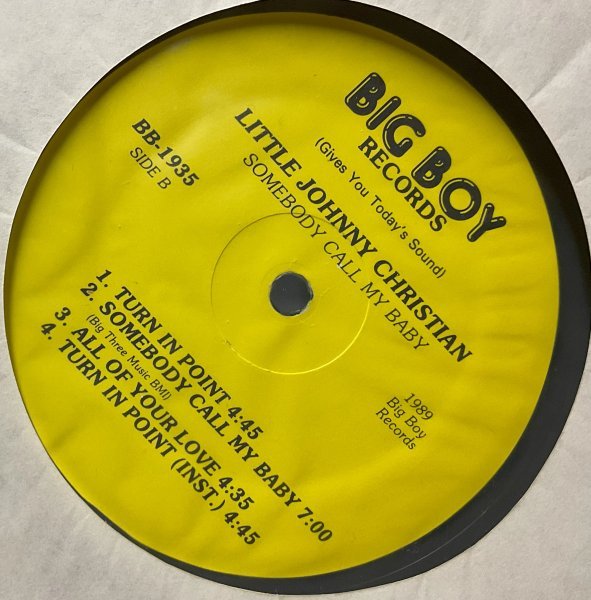 BIG BOY
RECORDS
(Gives You Today's Sound)
LITTLE JOHNNY CHRISTIAN
SOMEBODY CALL MY BABY
BB-1935
SIDE B
1989
Big Boy
Records
1. TURN IN POINT 4:45
2. SOMEBODY CALL MY BABY 7:00
(Big Three Music BMI)
3. ALL OF YOUR LOVE 4:35
4. TURN IN POINT (INST.) 4:45